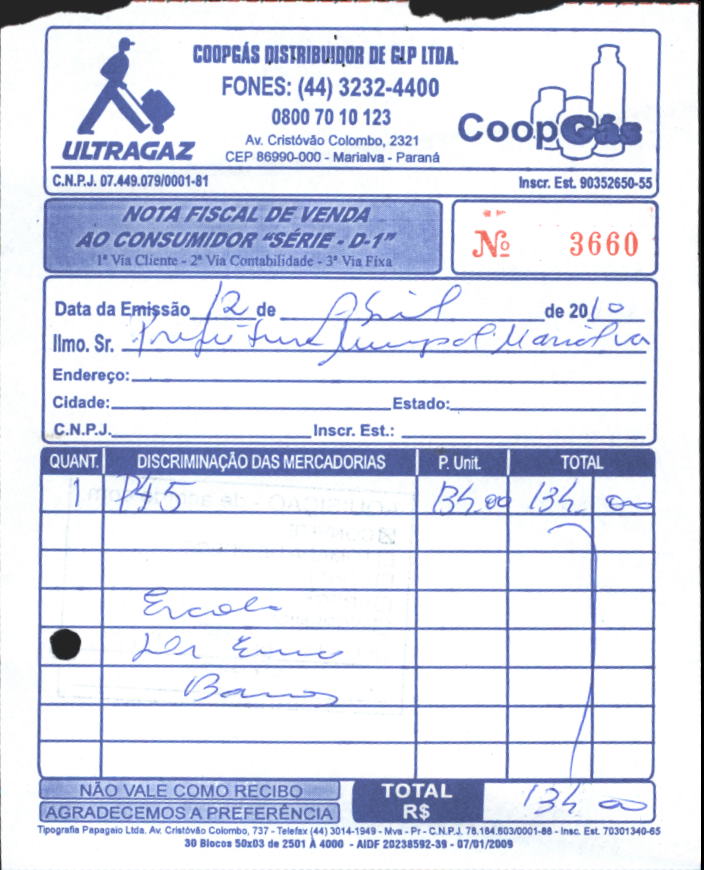 COOPGÁS DISTRIBUIDOR DE GLP LTDA.
FONES: (44) 3232-4400
0800 70 10 123
Av. Cristóvão Colombo, 2321
CEP 86990-000 - Marialva - Paraná
ULTRAGAZ
CoopGás
C.N.P.J. 07.449.079/0001-81
Inscr. Est. 90352650-55
NOTA FISCAL DE VENDA
AO CONSUMIDOR “SÉRIE - D-1”
1ª Via Cliente - 2ª Via Contabilidade - 3ª Via Fixa
Nº 3660
Data da Emissão 12 de Abril de 2010
Ilmo. Sr. Prefeitura Municipal Marialva
Endereço:
Cidade: Estado:
C.N.P.J. Inscr. Est.:
QUANT. DISCRIMINAÇÃO DAS MERCADORIAS P. Unit. TOTAL
1 P45 134,00 134,00
Escola
Dr
Barros
NÃO VALE COMO RECIBO
AGRADECEMOS A PREFERÊNCIA
TOTAL R$ 134,00
Tipografia Papagaio Ltda. Av. Cristóvão Colombo, 737 - Telefax (44) 3014-1949 - Mva - Pr - C.N.P.J. 78.184.603/0001-88 - Insc. Est. 70301340-65
30 Blocos 50x03 de 2501 À 4000 - AIDF 20238592-39 - 07/01/2009